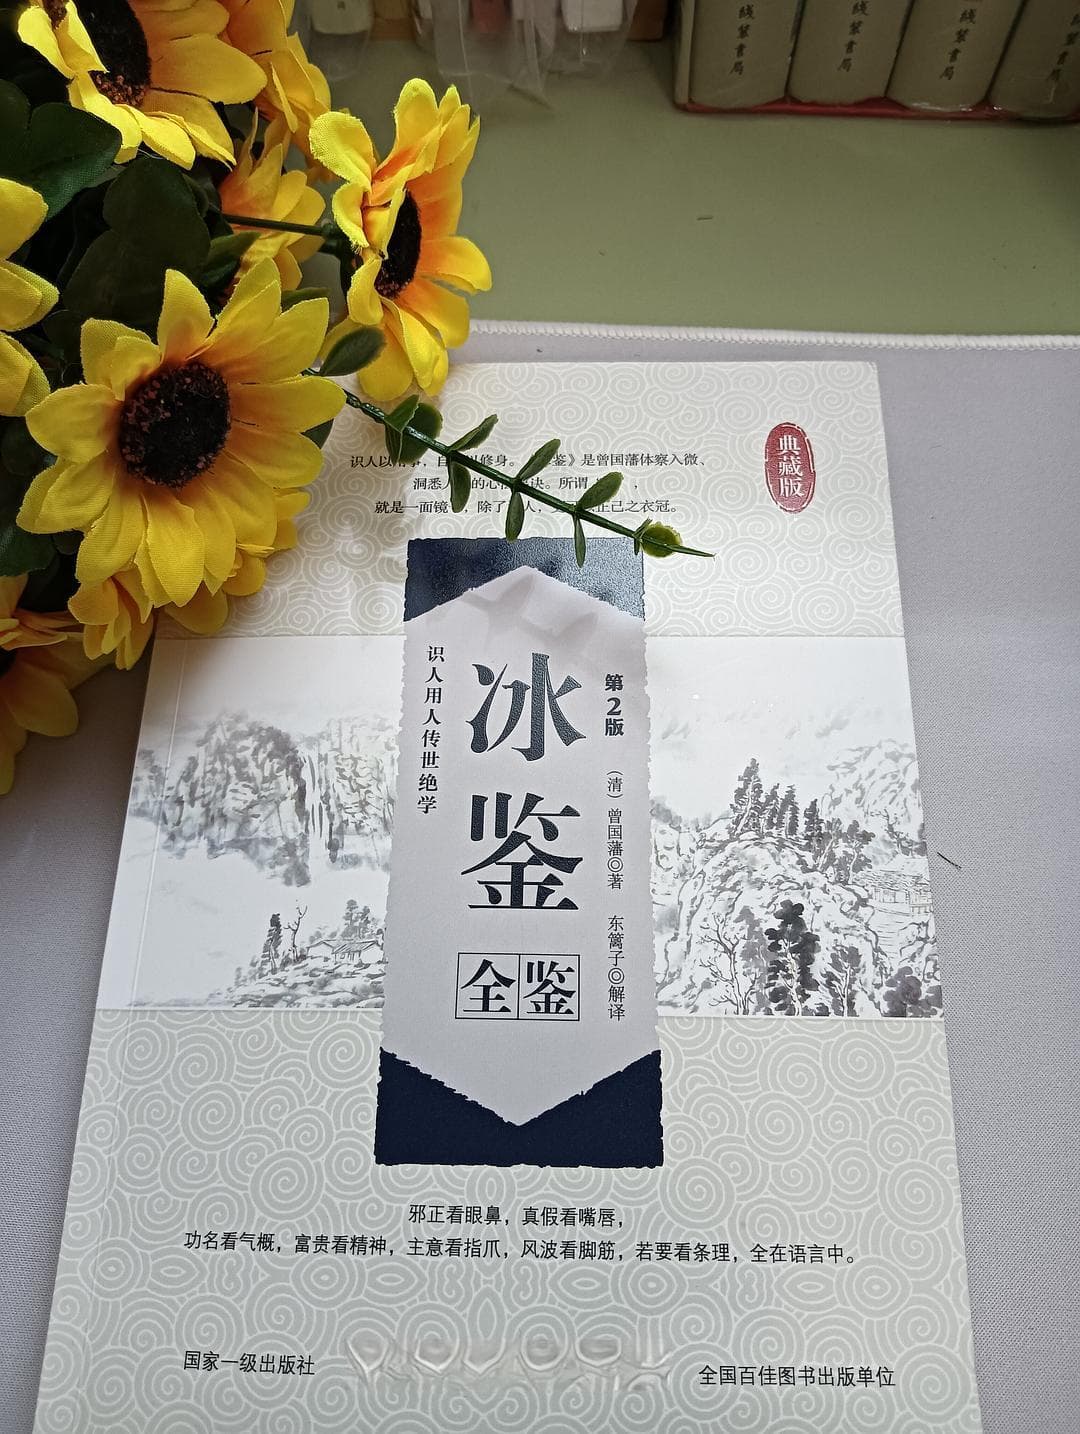 线装书局
线装书局
线装书局
典藏版
识人以 修身。 鉴》是曾国藩体察入微、
洞悉 的心 诀。所谓 ，
就是一面镜 ，除了 人， 正己之衣冠。
识人用人传世绝学
冰鉴
全鉴
第2版
（清）曾国藩◎著 东篱子◎解译
邪正看眼鼻，真假看嘴唇，
功名看气概，富贵看精神，主意看指爪，风波看脚筋，若要看条理，全在语言中。
国家一级出版社
全国百佳图书出版单位